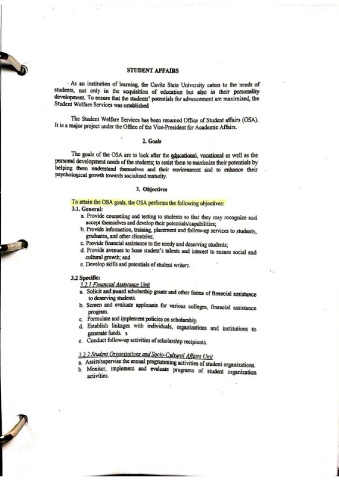 STUDENT AFFAIRS
As an institution of learning, the Cavite State University caters to the needs of
students, not only in the acquisition of education but also in their personality
development. To ensure that the students' potentials for advancement are maximized, the
Student Welfare Services was established
The Student Welfare Services has been renamed Office of Student affairs (OSA).
It is a major project under the Office of the Vice-President for Academic Affairs.
2. Goals
The goals of the OSA are to look after the educational, vocational as well as the
personal development needs of the students; to assist them to maximize their potentials by
helping them understand themselves and their environment and to enhance their
psychological growth towards socialized maturity.
3. Objectives
To attain the OSA goals, the OSA performs the following objectives:
3.1. General:
a. Provide counseling and testing to students so that they may recognize and
accept themselves and develop their potentials/capabilities;
b. Provide information, training, placement and follow-up services to students,
graduates, and other clienteles;
c. Provide financial assistance to the needy and deserving students;
d. Provide avenues to hone student's talents and interest to ensure social and
cultural growth; and
e. Develop skills and potentials of student writers.
3.2 Specific:
3.2.1 Financial Assistance Unit
a. Solicit and award scholarship grants and other forms of financial assistance
to deserving students.
b. Screen and evaluate applicants for various colleges, financial assistance
program.
c. Formulate and implement policies on scholarship.
d. Establish linkages with individuals, organizations and institutions to
generate funds.
e. Conduct follow-up activities of scholarship recipients.
3.2.2 Student Organizations and Socio-Cultural Affairs Unit
a. Assist/supervise the annual programming activities of student organizations.
b. Monitor, implement and evaluate programs of student organization
activities.